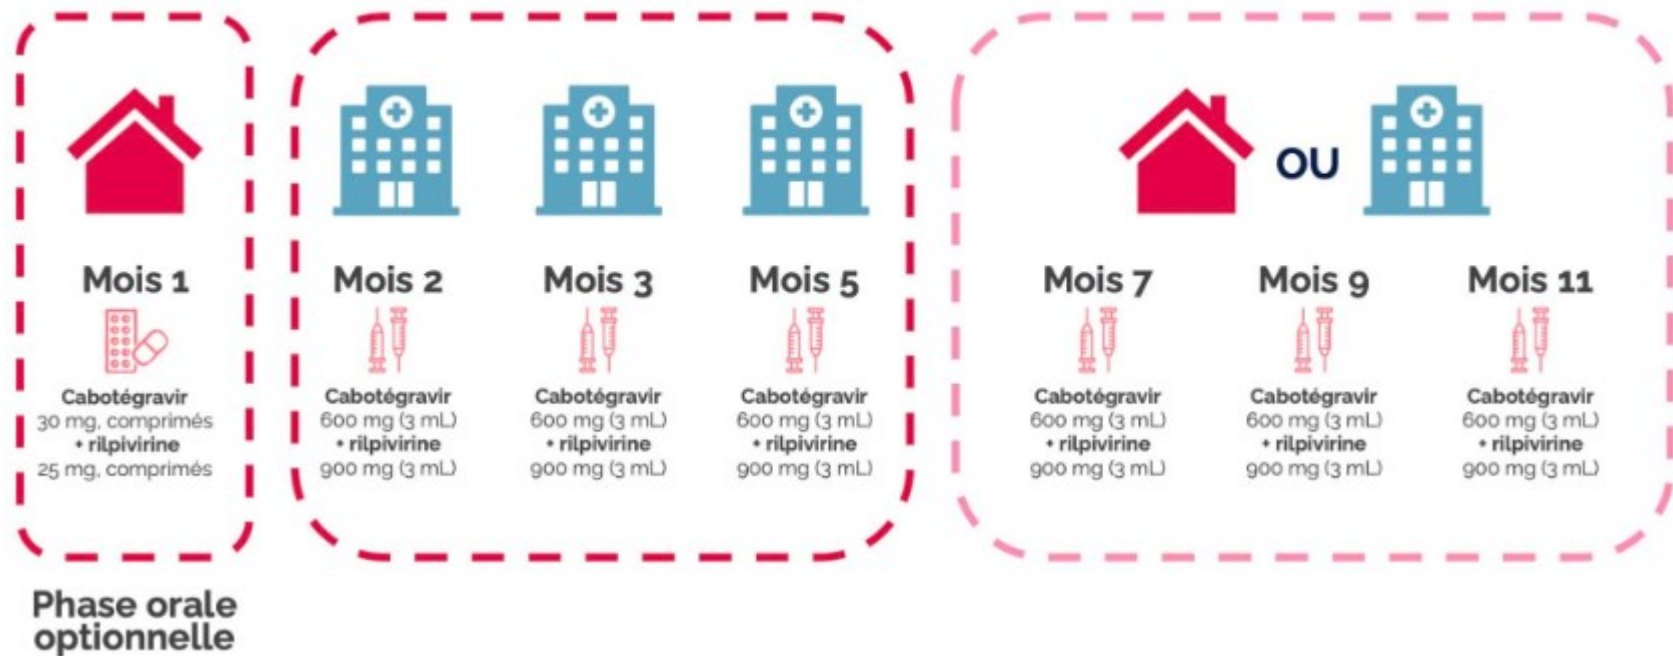 OU
Mois 1
Cabotégravir
30 mg, comprimés
+ rilpivirine
25 mg, comprimés
Mois 2
Cabotégravir
600 mg (3 mL)
+ rilpivirine
900 mg (3 mL)
Mois 3
Cabotégravir
600 mg (3 mL)
+ rilpivirine
900 mg (3 mL)
Mois 5
Cabotégravir
600 mg (3 mL)
+ rilpivirine
900 mg (3 mL)
Mois 7
Cabotégravir
600 mg (3 mL)
+ rilpivirine
900 mg (3 mL)
Mois 9
Cabotégravir
600 mg (3 mL)
+ rilpivirine
900 mg (3 mL)
Mois 11
Cabotégravir
600 mg (3 mL)
+ rilpivirine
900 mg (3 mL)
Phase orale
optionnelle